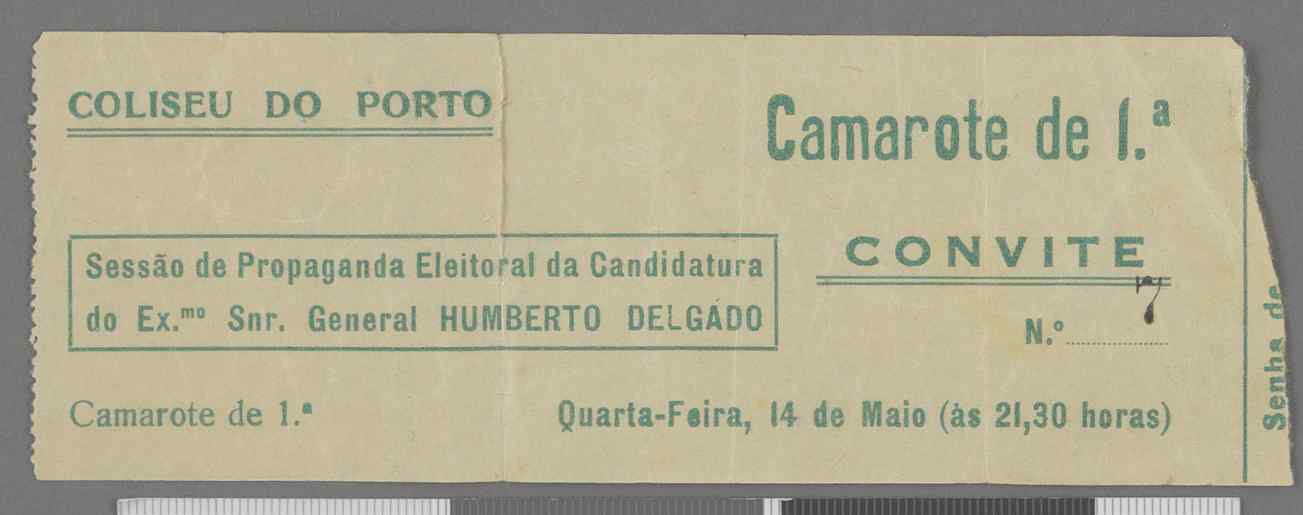 COLISEU DO PORTO
Camarote de 1.ª
Sessão de Propaganda Eleitoral da Candidatura
do Ex.ᵐᵒ Snr. General HUMBERTO DELGADO
CONVITE
N.º 7
Camarote de 1.ª
Quarta-Feira, 14 de Maio (às 21,30 horas)
Senha de